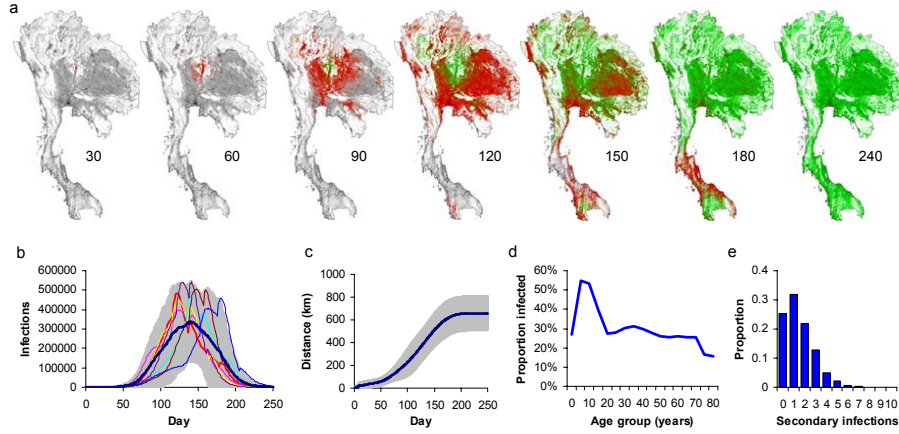 a
30
60
90
120
150
180
240
b
600000
500000
400000
300000
200000
100000
0
Infections
0 50 100 150 200 250
Day
c
1000
800
600
400
200
0
Distance (km)
0 50 100 150 200 250
Day
d
60%
50%
40%
30%
20%
10%
0%
Proportion infected
0 10 20 30 40 50 60 70 80
Age group (years)
e
0.4
0.3
0.2
0.1
0
Proportion
0 1 2 3 4 5 6 7 8 9 10
Secondary infections